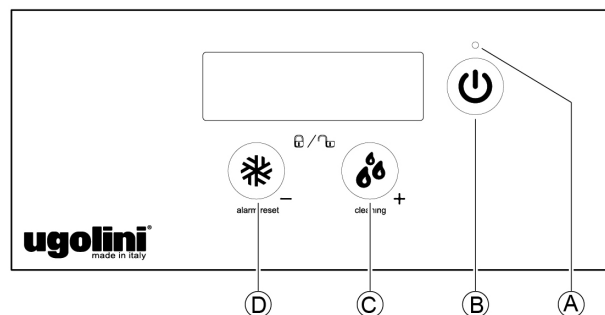 alarm reset
−
cleaning
+
ugolini®
made in italy
D
C
B
A